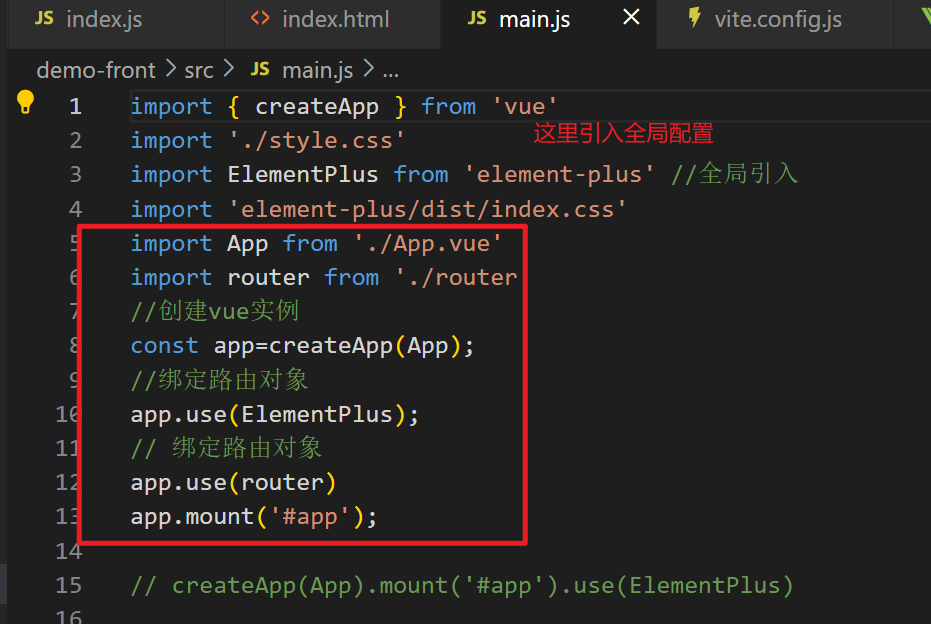 JS index.js <> index.html JS main.js × vite.config.js
demo-front > src > JS main.js > ...
1 import { createApp } from 'vue'
这里引入全局配置
2 import './style.css'
3 import ElementPlus from 'element-plus' //全局引入
4 import 'element-plus/dist/index.css'
5 import App from './App.vue'
6 import router from './router
7 //创建vue实例
8 const app=createApp(App);
9 //绑定路由对象
10 app.use(ElementPlus);
11 // 绑定路由对象
12 app.use(router)
13 app.mount('#app');
14
15 // createApp(App).mount('#app').use(ElementPlus)
16